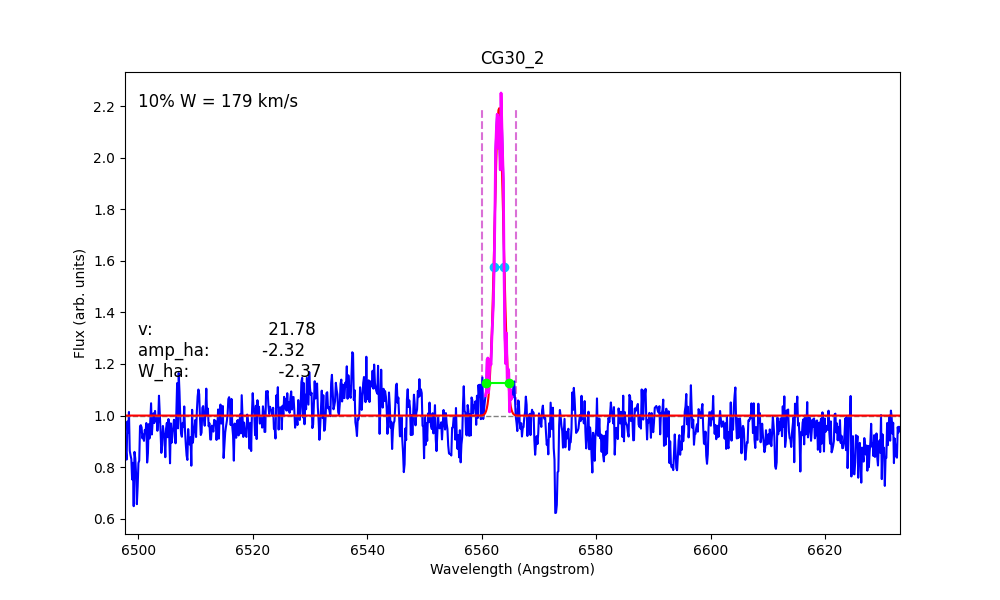 CG30_2
10% W = 179 km/s
v: 21.78
amp_ha: -2.32
W_ha: -2.37
Flux (arb. units)
2.2
2.0
1.8
1.6
1.4
1.2
1.0
0.8
0.6
6500 6520 6540 6560 6580 6600 6620
Wavelength (Angstrom)